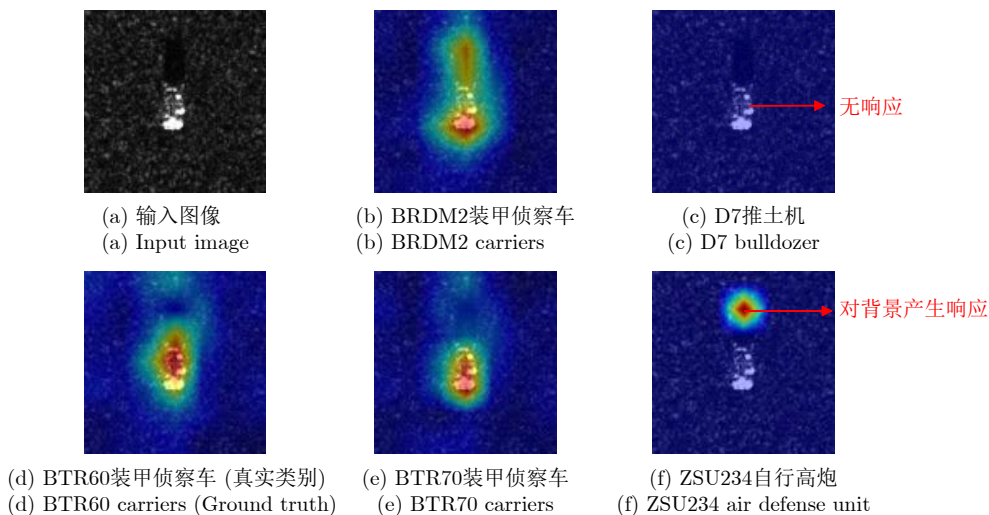 无响应
(a) 输入图像
(a) Input image
(b) BRDM2装甲侦察车
(b) BRDM2 carriers
(c) D7推土机
(c) D7 bulldozer
对背景产生响应
(d) BTR60装甲侦察车 (真实类别)
(d) BTR60 carriers (Ground truth)
(e) BTR70装甲侦察车
(e) BTR70 carriers
(f) ZSU234自行高炮
(f) ZSU234 air defense unit